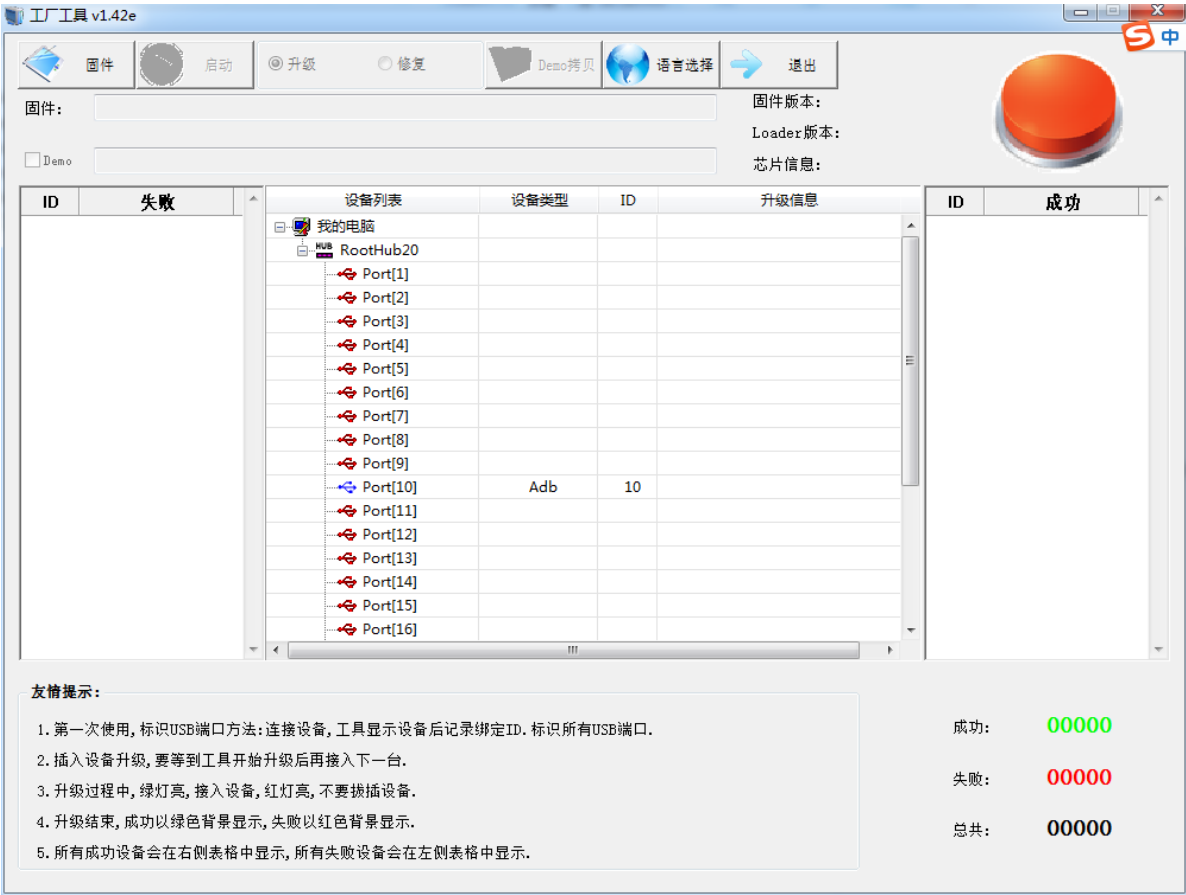 工厂工具 v1.42e
中
固件 启动 升级 修复 Demo拷贝 语言选择 退出
固件:
固件版本:
Loader版本:
Demo
芯片信息:
ID 失败
设备列表 设备类型 ID 升级信息
ID 成功
我的电脑
HUB RootHub20
Port[1]
Port[2]
Port[3]
Port[4]
Port[5]
Port[6]
Port[7]
Port[8]
Port[9]
Port[10] Adb 10
Port[11]
Port[12]
Port[13]
Port[14]
Port[15]
Port[16]
友情提示:
1.第一次使用,标识USB端口方法:连接设备,工具显示设备后记录绑定ID.标识所有USB端口.
2.插入设备升级,要等到工具开始升级后再接入下一台.
3.升级过程中,绿灯亮,接入设备,红灯亮,不要拔插设备.
4.升级结束,成功以绿色背景显示,失败以红色背景显示.
5.所有成功设备会在右侧表格中显示,所有失败设备会在左侧表格中显示.
成功: 00000
失败: 00000
总共: 00000